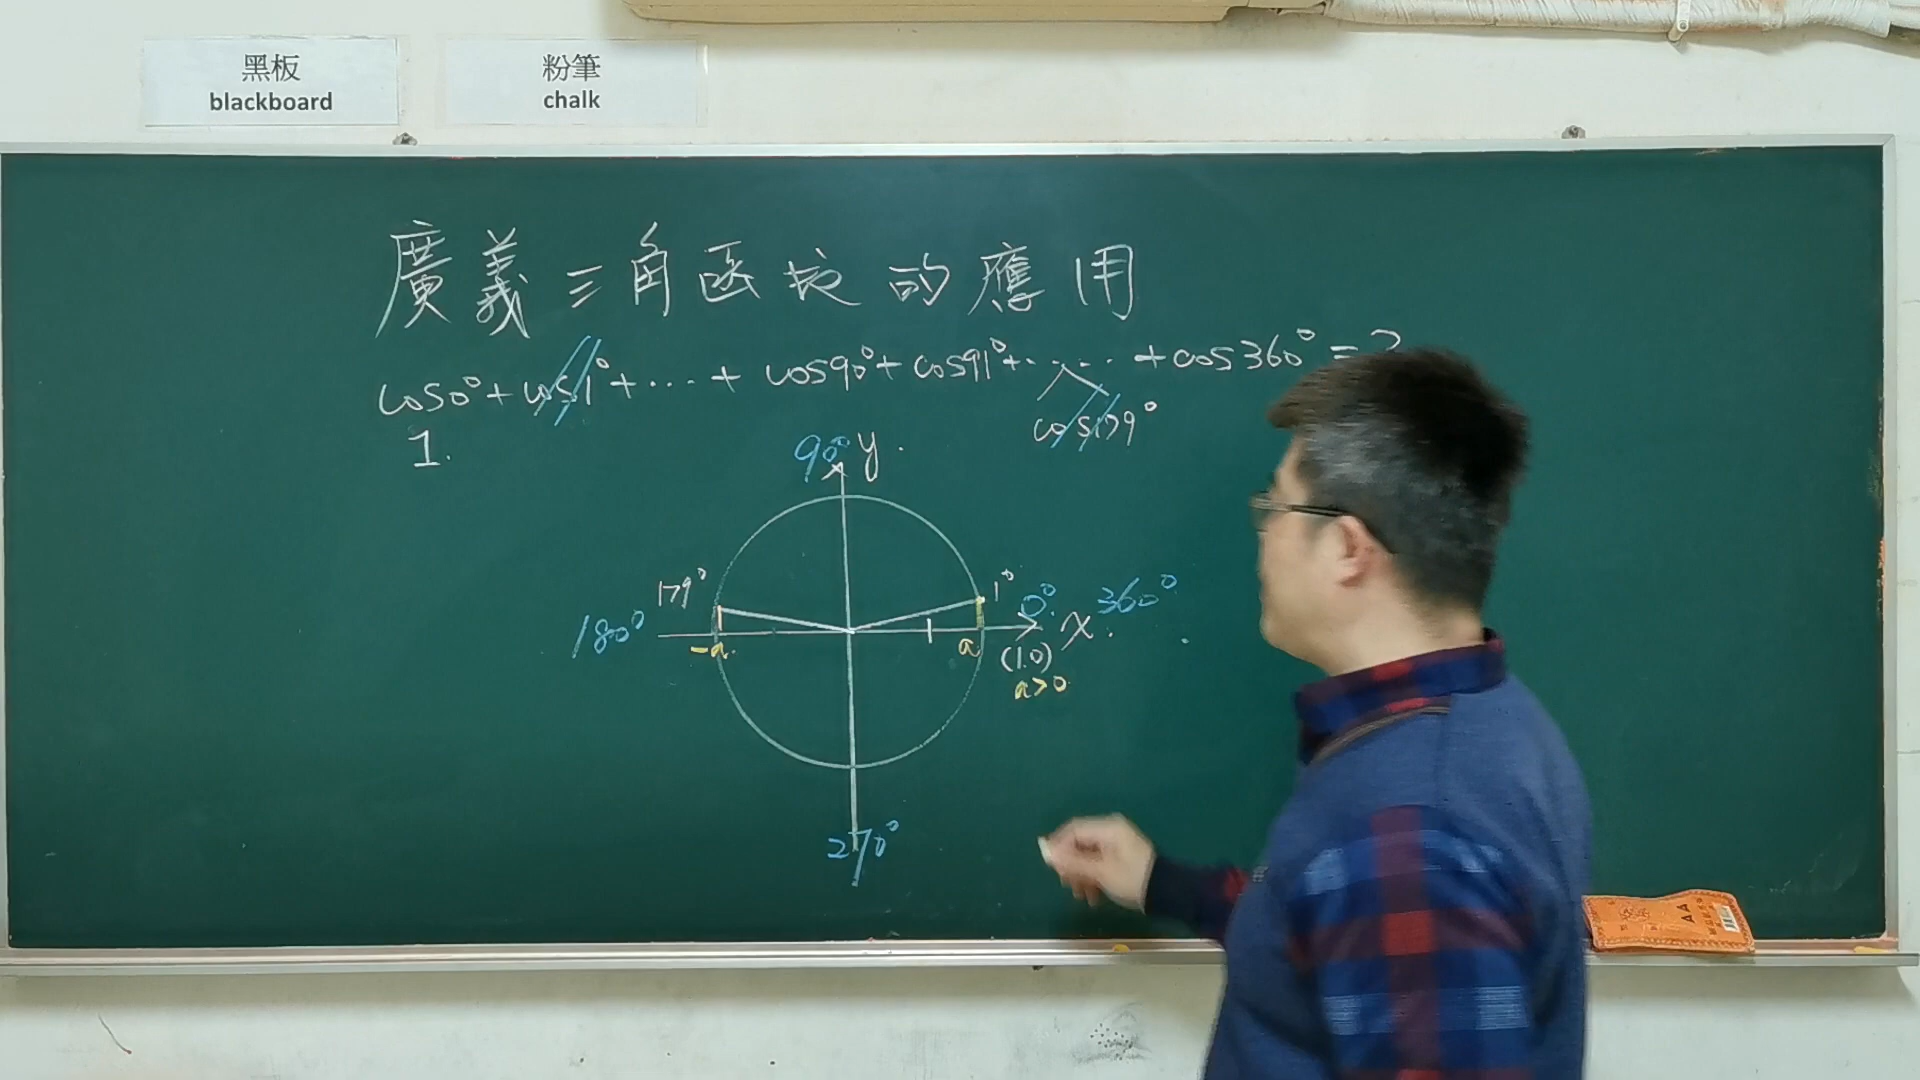 黑板
blackboard
粉筆
chalk
廣義三角函数的應用
cos0°+cos1°+⋯+cos90°+cos91°+⋯⋯+cos360°=?
cos179°
1.
90° y
179°
1°
0°
360°
180°
x
-a
a
(1.0)
a>0
270°